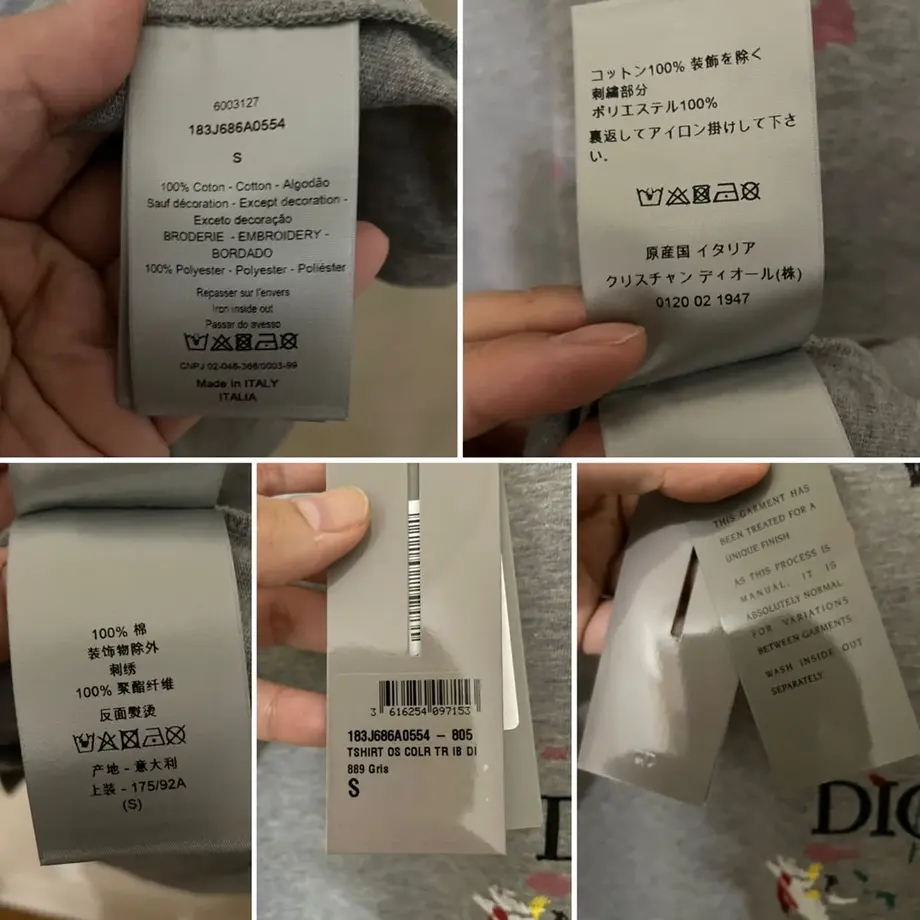 6003127
183J686A0554
S
100% Coton - Cotton - Algodão
Sauf décoration - Except decoration -
Exceto decoração
BRODERIE - EMBROIDERY -
BORDADO
100% Polyester - Polyester - Poliéster
Repasser sur l'envers
Iron inside out
Passar do avesso
CNPJ 02-046-366/0003-99
Made in ITALY
ITALIA
コットン100% 装飾を除く
刺繍部分
ポリエステル100%
裏返してアイロン掛けして下さ
い。
原産国 イタリア
クリスチャン ディオール(株)
0120 02 1947
100% 棉
装饰物除外
刺绣
100% 聚酯纤维
反面熨烫
产地 - 意大利
上装 - 175/92A
(S)
3 616254 097153
183J686A0554 - 805
TSHIRT OS COLR TR IB DI
889 Gris
S
THIS GARMENT HAS
BEEN TREATED FOR A
UNIQUE FINISH
AS THIS PROCESS IS
MANUAL, IT IS
ABSOLUTELY NORMAL
FOR VARIATIONS
BETWEEN GARMENTS
WASH INSIDE OUT
SEPARATELY